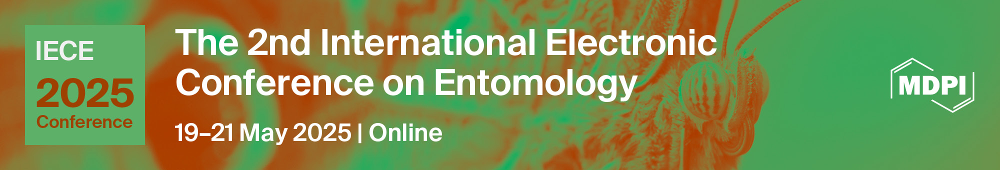 IECE
2025
Conference
The 2nd International Electronic
Conference on Entomology
19–21 May 2025 | Online
MDPI